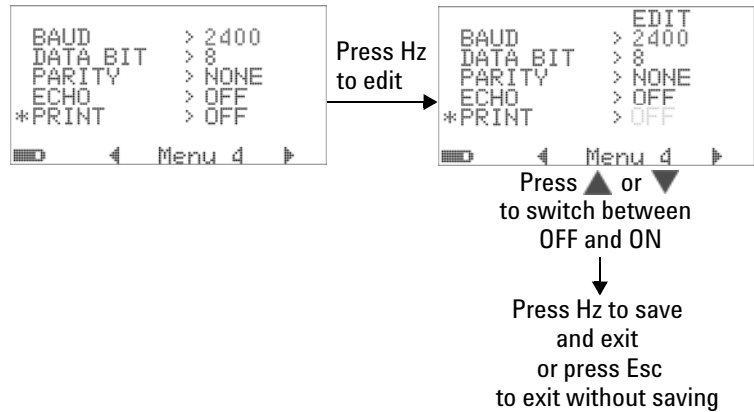 BAUD > 2400
DATA BIT > 8
PARITY > NONE
ECHO > OFF
*PRINT > OFF
Menu 4
Press Hz
to edit
EDIT
BAUD > 2400
DATA BIT > 8
PARITY > NONE
ECHO > OFF
*PRINT > OFF
Menu 4
Press ▲ or ▼
to switch between
OFF and ON
Press Hz to save
and exit
or press Esc
to exit without saving